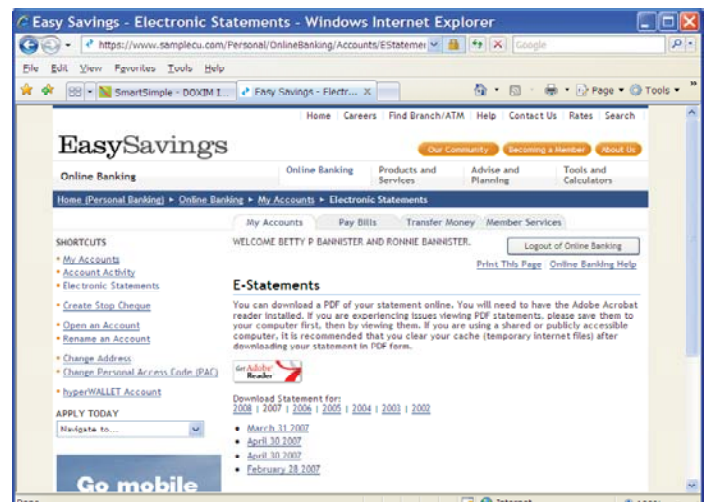 Easy Savings - Electronic Statements - Windows Internet Explorer
https://www.samplecu.com/Personal/OnlineBanking/Accounts/EStatemen
Google
File Edit View Favorites Tools Help
SmartSimple - DOXIM I... Easy Savings - Electr... X
Page Tools
Home Careers Find Branch/ATM Help Contact Us Rates Search
EasySavings
Our Community Becoming a Member About Us
Online Banking
Online Banking Products and Services Advise and Planning Tools and Calculators
Home (Personal Banking) ▸ Online Banking ▸ My Accounts ▸ Electronic Statements
My Accounts Pay Bills Transfer Money Member Services
SHORTCUTS
• My Accounts
• Account Activity
• Electronic Statements
• Create Stop Cheque
• Open an Account
• Rename an Account
• Change Address
• Change Personal Access Code (PAC)
• hyperWALLET Account
APPLY TODAY
Navigate to...
Go mobile
WELCOME BETTY P BANNISTER AND RONNIE BANNISTER.
Logout of Online Banking
Print This Page Online Banking Help
E-Statements
You can download a PDF of your statement online. You will need to have the Adobe Acrobat
reader installed. If you are experiencing issues viewing PDF statements, please save them to
your computer first, then by viewing them. If you are using a shared or publicly accessible
computer, it is recommended that you clear your cache (temporary internet files) after
downloading your statement in PDF form.
Get Adobe
Reader
Download Statement for:
2008 | 2007 | 2006 | 2005 | 2004 | 2003 | 2002
• March 31 2007
• April 30 2007
• April 30 2007
• February 28 2007
Done
Internet